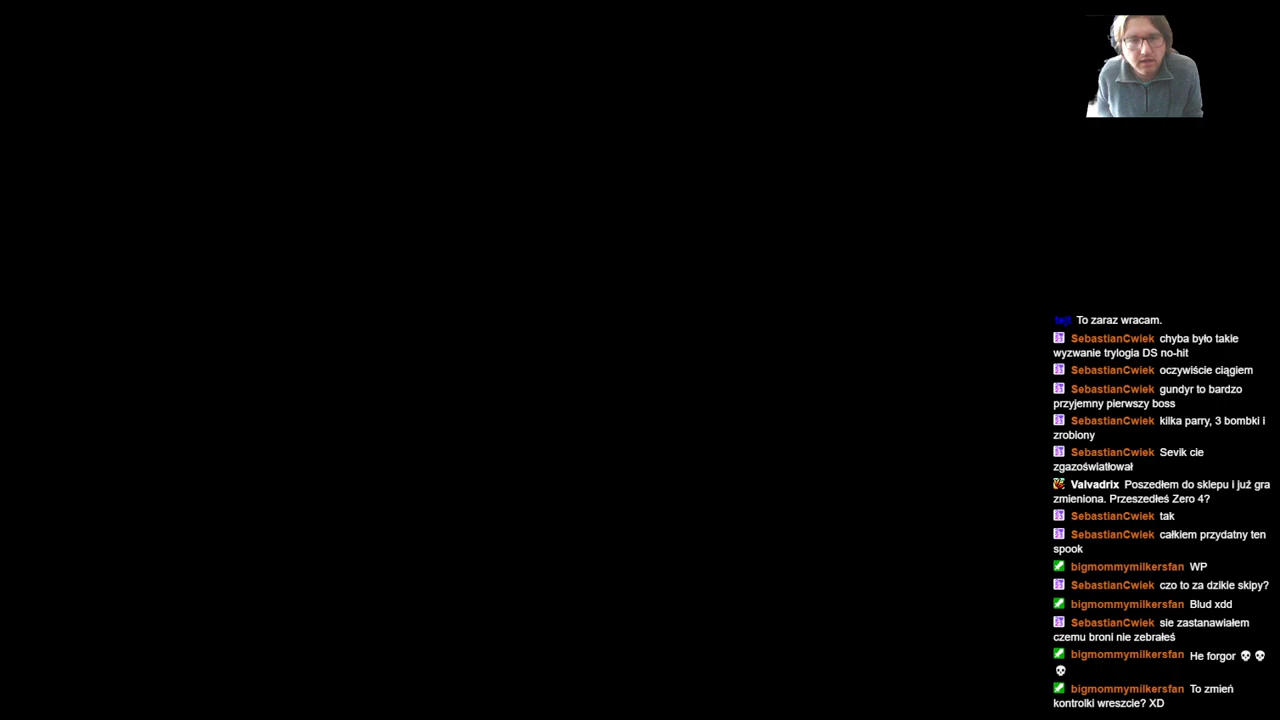 To zaraz wracam.
SebastianCwiek chyba było takie
wyzwanie trylogia DS no-hit
SebastianCwiek oczywiście ciągiem
SebastianCwiek gundyr to bardzo
przyjemny pierwszy boss
SebastianCwiek kilka parry, 3 bombki i
zrobiony
SebastianCwiek Sevik cie
zgazoświatłował
Valvadrix Poszedłem do sklepu i już gra
zmieniona. Przeszedłeś Zero 4?
SebastianCwiek tak
SebastianCwiek całkiem przydatny ten
spook
bigmommymilkersfan WP
SebastianCwiek czo to za dzikie skipy?
bigmommymilkersfan Blud xdd
SebastianCwiek sie zastanawiałem
czemu broni nie zebrałeś
bigmommymilkersfan He forgor 💀💀
💀
bigmommymilkersfan To zmień
kontrolki wreszcie? XD